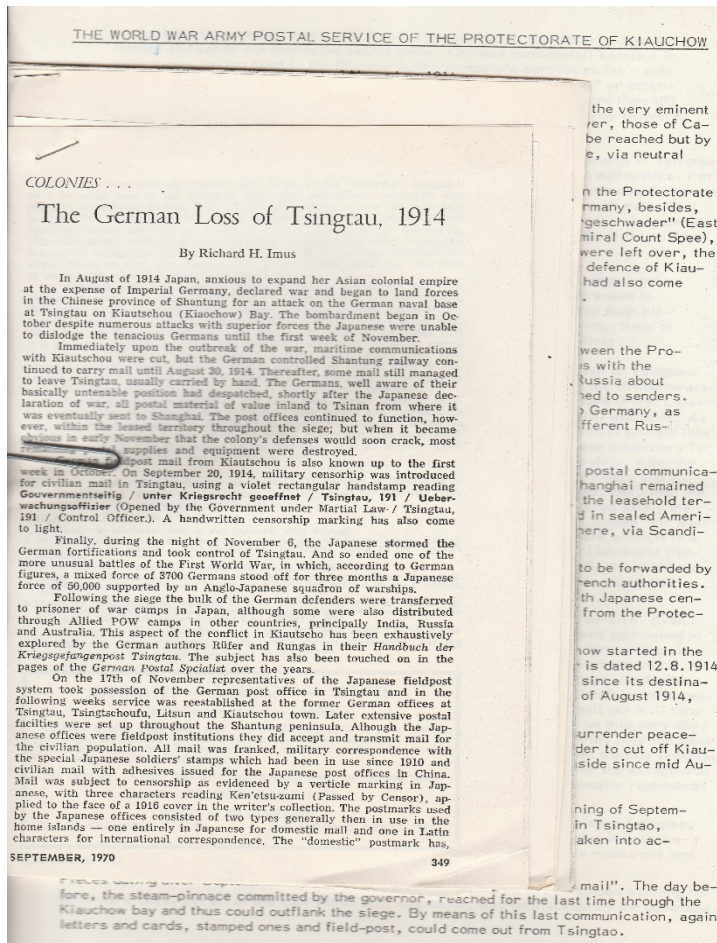 THE WORLD WAR ARMY POSTAL SERVICE OF THE PROTECTORATE OF KIAUCHOW
COLONIES . . .
The German Loss of Tsingtau, 1914
By Richard H. Imus
In August of 1914 Japan, anxious to expand her Asian colonial empire
at the expense of Imperial Germany, declared war and began to land forces
in the Chinese province of Shantung for an attack on the German naval base
at Tsingtau on Kiautschou (Kiaochow) Bay. The bombardment began in Oc-
tober despite numerous attacks with superior forces the Japanese were unable
to dislodge the tenacious Germans until the first week of November.
Immediately upon the outbreak of the war, maritime communications
with Kiautschou were cut, but the German controlled Shantung railway con-
tinued to carry mail until August 30, 1914. Thereafter, some mail still managed
to leave Tsingtau, usually carried by hand. The Germans, well aware of their
basically untenable position had despatched, shortly after the Japanese dec-
laration of war, all postal material of value inland to Tsinan from where it
was eventually sent to Shanghai. The post offices continued to function, how-
ever, within the leased territory throughout the siege; but when it became
obvious in early November that the colony's defenses would soon crack, most
supplies and equipment were destroyed.
fieldpost mail from Kiautschou is also known up to the first
week in October. On September 20, 1914, military censorhip was introduced
for civilian mail in Tsingtau, using a violet rectangular handstamp reading
Gouvernmentseitig / unter Kriegsrecht geoeffnet / Tsingtau, 191 / Ueber-
wachungsoffizier (Opened by the Government under Martial Law· / Tsingtau,
191 / Control Officer.). A handwritten censorship marking has also come
to light.
Finally, during the night of November 6, the Japanese stormed the
German fortifications and took control of Tsingtau. And so ended one of the
more unusual battles of the First World War, in which, according to German
figures, a mixed force of 3700 Germans stood off for three months a Japanese
force of 50,000 supported by an Anglo-Japanese squadron of warships.
Following the siege the bulk of the German defenders were transferred
to prisoner of war camps in Japan, although some were also distributed
through Allied POW camps in other countries, principally India, Russia
and Australia. This aspect of the conflict in Kiautscho has been exhaustively
explored by the German authors Rüfer and Rungas in their Handbuch der
Kriegsgefangenpost Tsingtau. The subject has also been touched on in the
pages of the German Postal Spcialist over the years.
On the 17th of November representatives of the Japanese fieldpost
system took possession of the German post office in Tsingtau and in the
following weeks service was reestablished at the former German offices at
Tsingtau, Tsingtschoufu, Litsun and Kiautschou town. Later extensive postal
facilties were set up throughout the Shantung peninsula. Alhough the Jap-
anese offices were fieldpost institutions they did accept and transmit mail for
the civilian population. All mail was franked, military correspondence with
the special Japanese soldiers' stamps which had been in use since 1910 and
civilian mail with adhesives issued for the Japanese post offices in China.
Mail was subject to censorship as evidenced by a verticle marking in Jap-
anese, with three characters reading Ken'etsu-zumi (Passed by Censor), ap-
plied to the face of a 1916 cover in the writer's collection. The postmarks used
by the Japanese offices consisted of two types generally then in use in the
home islands — one entirely in Japanese for domestic mail and one in Latin
characters for international correspondence. The "domestic" postmark has,
SEPTEMBER, 1970
349
the very eminent
ver, those of Ca-
be reached but by
e, via neutral
n the Protectorate
rmany, besides,
geschwader" (East
miral Count Spee),
were left over, the
defence of Kiau-
had also come
ween the Pro-
s with the
Russia about
ned to senders.
o Germany, as
fferent Rus-
postal communica-
hanghai remained
the leasehold ter-
d in sealed Ameri-
here, via Scandi-
to be forwarded by
rench authorities.
th Japanese cen-
from the Protec-
how started in the
is dated 12.8.1914
since its destina-
of August 1914,
surrender peace-
der to cut off Kiau-
side since mid Au-
ning of Septem-
in Tsingtao,
aken into ac-
mail". The day be-
fore, the steam-pinnace committed by the governor, reached for the last time through the
Kiauchow bay and thus could outflank the siege. By means of this last communication, again
letters and cards, stamped ones and field-post, could come out from Tsingtao.